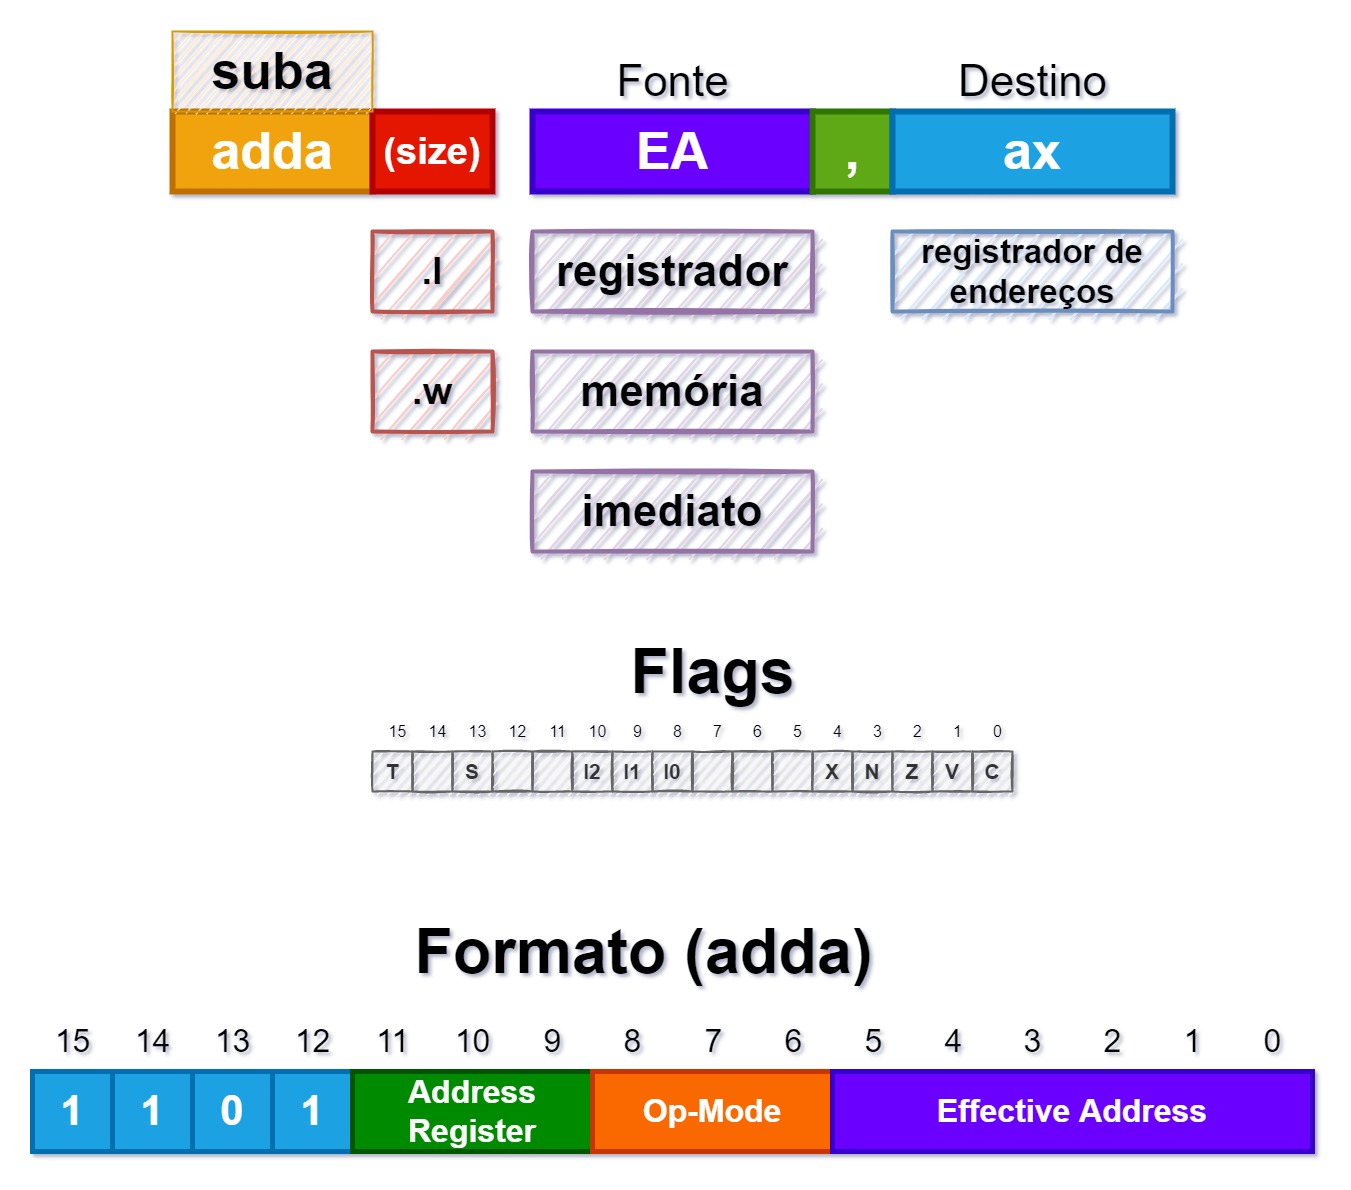 suba
Fonte Destino
adda (size) EA , ax
.l registrador registrador de
endereços
.w memória
imediato
Flags
15 14 13 12 11 10 9 8 7 6 5 4 3 2 1 0
T S I2 I1 I0 X N Z V C
Formato (adda)
15 14 13 12 11 10 9 8 7 6 5 4 3 2 1 0
1 1 0 1 Address
Register Op-Mode Effective Address